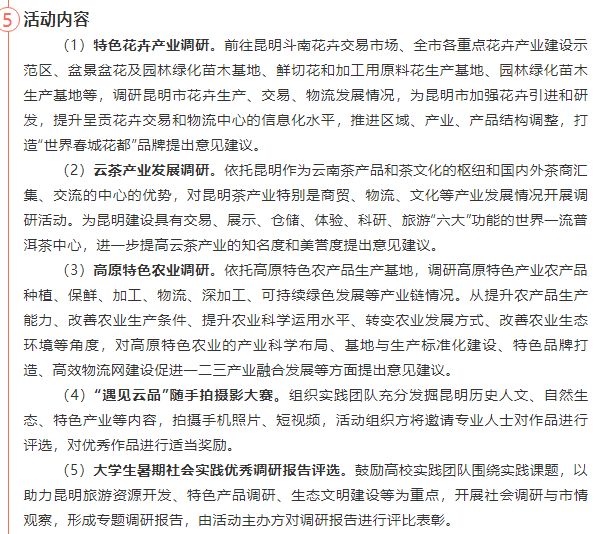 5 活动内容
（1）特色花卉产业调研。前往昆明斗南花卉交易市场、全市各重点花卉产业建设示
范区、盆景盆花及园林绿化苗木基地、鲜切花和加工用原料花生产基地、园林绿化苗木
生产基地等，调研昆明市花卉生产、交易、物流发展情况，为昆明市加强花卉引进和研
发，提升呈贡花卉交易和物流中心的信息化水平，推进区域、产业、产品结构调整，打
造“世界春城花都”品牌提出意见建议。
（2）云茶产业发展调研。依托昆明作为云南茶产品和茶文化的枢纽和国内外茶商汇
集、交流的中心的优势，对昆明茶产业特别是商贸、物流、文化等产业发展情况开展调
研活动。为昆明建设具有交易、展示、仓储、体验、科研、旅游“六大”功能的世界一流普
洱茶中心，进一步提高云茶产业的知名度和美誉度提出意见建议。
（3）高原特色农业调研。依托高原特色农产品生产基地，调研高原特色产业农产品
种植、保鲜、加工、物流、深加工、可持续绿色发展等产业链情况。从提升农产品生产
能力、改善农业生产条件、提升农业科学运用水平、转变农业发展方式、改善农业生态
环境等角度，对高原特色农业的产业科学布局、基地与生产标准化建设、特色品牌打
造、高效物流网建设促进一二三产业融合发展等方面提出意见建议。
（4）“遇见云品”随手拍摄影大赛。组织实践团队充分发掘昆明历史人文、自然生
态、特色产业等内容，拍摄手机照片、短视频，活动组织方将邀请专业人士对作品进行
评选，对优秀作品进行适当奖励。
（5）大学生暑期社会实践优秀调研报告评选。鼓励高校实践团队围绕实践课题，以
助力昆明旅游资源开发、特色产品调研、生态文明建设等为重点，开展社会调研与市情
观察，形成专题调研报告，由活动主办方对调研报告进行评比表彰。